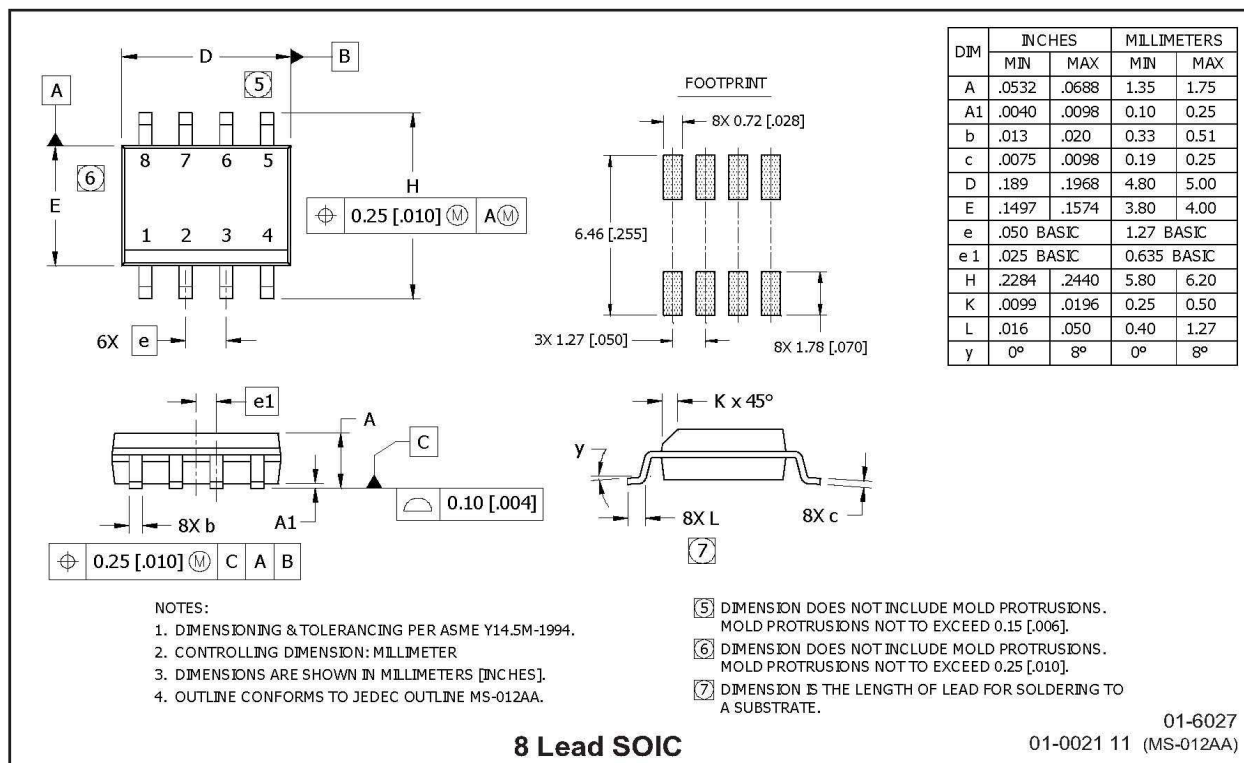 D
B
A
5
8 7 6 5
6
E
H
0.25 [.010] M A M
1 2 3 4
6X e
FOOTPRINT
8X 0.72 [.028]
6.46 [.255]
3X 1.27 [.050]
8X 1.78 [.070]
DIM INCHES MILLIMETERS
MIN MAX MIN MAX
A .0532 .0688 1.35 1.75
A1 .0040 .0098 0.10 0.25
b .013 .020 0.33 0.51
c .0075 .0098 0.19 0.25
D .189 .1968 4.80 5.00
E .1497 .1574 3.80 4.00
e .050 BASIC 1.27 BASIC
e 1 .025 BASIC 0.635 BASIC
H .2284 .2440 5.80 6.20
K .0099 .0196 0.25 0.50
L .016 .050 0.40 1.27
y 0° 8° 0° 8°
e1
A
C
0.10 [.004]
8X b
A1
0.25 [.010] M C A B
K x 45°
y
8X L
8X c
7
NOTES:
1. DIMENSIONING & TOLERANCING PER ASME Y14.5M-1994.
2. CONTROLLING DIMENSION: MILLIMETER
3. DIMENSIONS ARE SHOWN IN MILLIMETERS [INCHES].
4. OUTLINE CONFORMS TO JEDEC OUTLINE MS-012AA.
5 DIMENSION DOES NOT INCLUDE MOLD PROTRUSIONS.
MOLD PROTRUSIONS NOT TO EXCEED 0.15 [.006].
6 DIMENSION DOES NOT INCLUDE MOLD PROTRUSIONS.
MOLD PROTRUSIONS NOT TO EXCEED 0.25 [.010].
7 DIMENSION IS THE LENGTH OF LEAD FOR SOLDERING TO
A SUBSTRATE.
8 Lead SOIC
01-6027
01-0021 11 (MS-012AA)